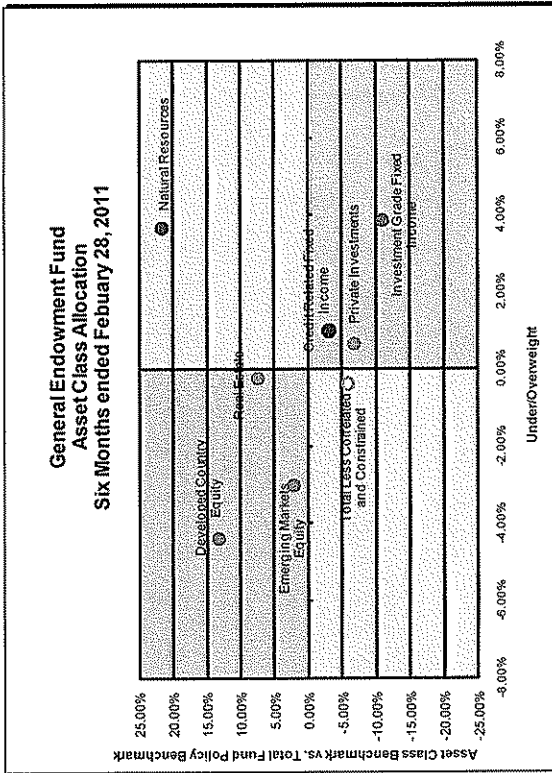 General Endowment Fund
Asset Class Allocation
Six Months ended Febuary 28, 2011
Asset Class Benchmark vs. Total Fund Policy Benchmark
25.00%
20.00%
15.00%
10.00%
5.00%
0.00%
-5.00%
-10.00%
-15.00%
-20.00%
-25.00%
Natural Resources
Developed Country
Equity
Real Estate
Emerging Markets
Equity
Credit Related Fixed
Income
Total Less Correlated
and Constrained
Private Investments
Investment Grade Fixed
Income
-8.00%
-6.00%
-4.00%
-2.00%
0.00%
2.00%
4.00%
6.00%
8.00%
Under/Overweight